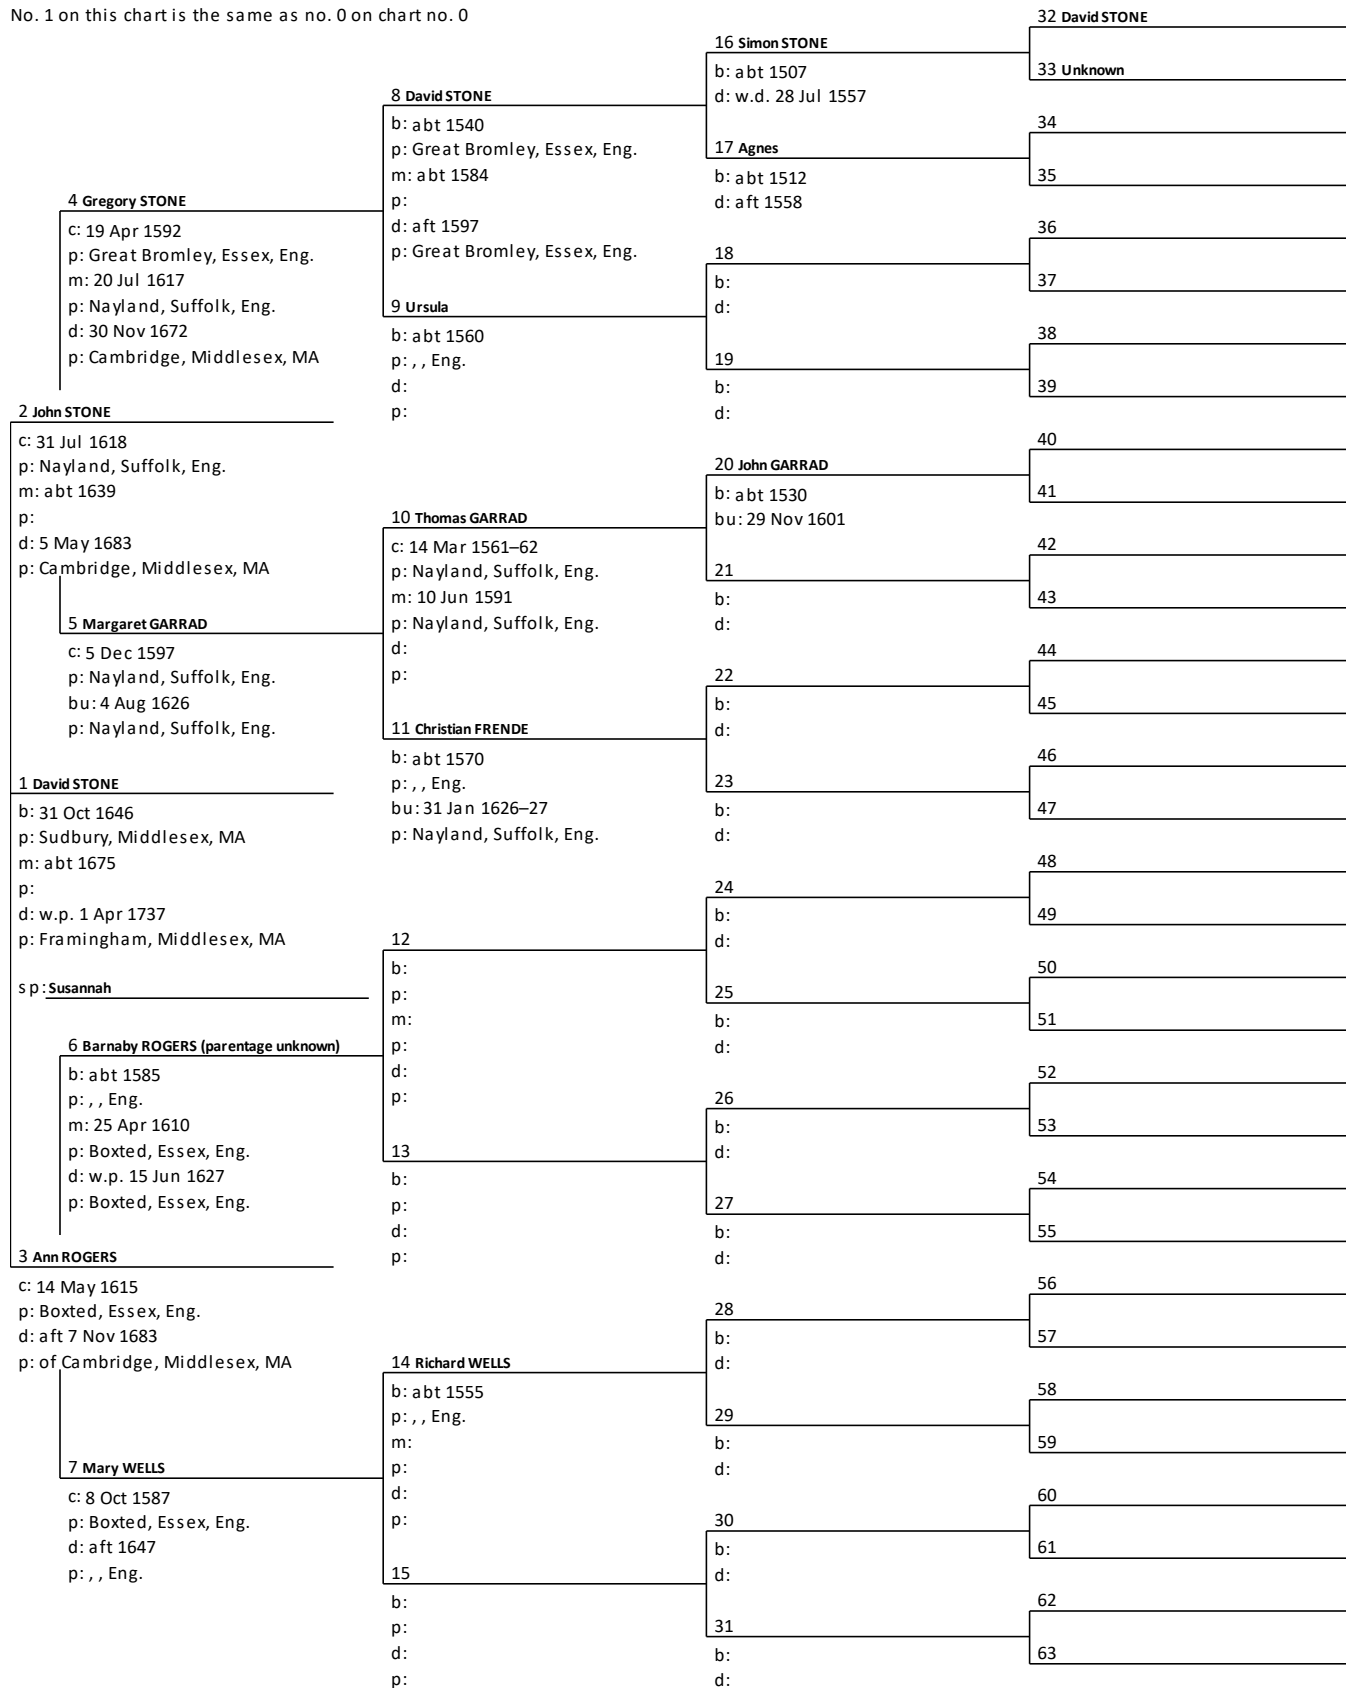 No. 1 on this chart is the same as no. 0 on chart no. 0
1 David STONE
b: 31 Oct 1646
p: Sudbury, Middlesex, MA
m: abt 1675
p:
d: w.p. 1 Apr 1737
p: Framingham, Middlesex, MA
sp: Susannah
2 John STONE
c: 31 Jul 1618
p: Nayland, Suffolk, Eng.
m: abt 1639
p:
d: 5 May 1683
p: Cambridge, Middlesex, MA
3 Ann ROGERS
c: 14 May 1615
p: Boxted, Essex, Eng.
d: aft 7 Nov 1683
p: of Cambridge, Middlesex, MA
4 Gregory STONE
c: 19 Apr 1592
p: Great Bromley, Essex, Eng.
m: 20 Jul 1617
p: Nayland, Suffolk, Eng.
d: 30 Nov 1672
p: Cambridge, Middlesex, MA
5 Margaret GARRAD
c: 5 Dec 1597
p: Nayland, Suffolk, Eng.
bu: 4 Aug 1626
p: Nayland, Suffolk, Eng.
6 Barnaby ROGERS (parentage unknown)
b: abt 1585
p: , , Eng.
m: 25 Apr 1610
p: Boxted, Essex, Eng.
d: w.p. 15 Jun 1627
p: Boxted, Essex, Eng.
7 Mary WELLS
c: 8 Oct 1587
p: Boxted, Essex, Eng.
d: aft 1647
p: , , Eng.
8 David STONE
b: abt 1540
p: Great Bromley, Essex, Eng.
m: abt 1584
p:
d: aft 1597
p: Great Bromley, Essex, Eng.
9 Ursula
b: abt 1560
p: , , Eng.
d:
p:
10 Thomas GARRAD
c: 14 Mar 1561–62
p: Nayland, Suffolk, Eng.
m: 10 Jun 1591
p: Nayland, Suffolk, Eng.
d:
p:
11 Christian FRENDE
b: abt 1570
p: , , Eng.
bu: 31 Jan 1626–27
p: Nayland, Suffolk, Eng.
12
b:
p:
m:
p:
d:
p:
13
b:
p:
d:
p:
14 Richard WELLS
b: abt 1555
p: , , Eng.
m:
p:
d:
p:
15
b:
p:
d:
p:
16 Simon STONE
b: abt 1507
d: w.d. 28 Jul 1557
17 Agnes
b: abt 1512
d: aft 1558
18
b:
d:
19
b:
d:
20 John GARRAD
b: abt 1530
bu: 29 Nov 1601
21
b:
d:
22
b:
d:
23
b:
d:
24
b:
d:
25
b:
d:
26
b:
d:
27
b:
d:
28
b:
d:
29
b:
d:
30
b:
d:
31
b:
d:
32 David STONE
33 Unknown
34
35
36
37
38
39
40
41
42
43
44
45
46
47
48
49
50
51
52
53
54
55
56
57
58
59
60
61
62
63